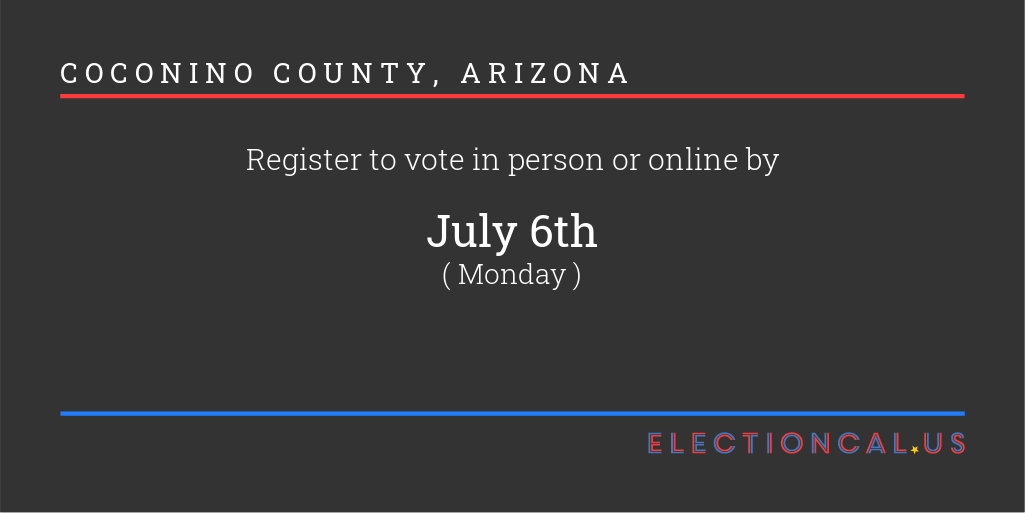 COCONINO COUNTY, ARIZONA
Register to vote in person or online by
July 6th
( Monday )
ELECTIONCAL.US